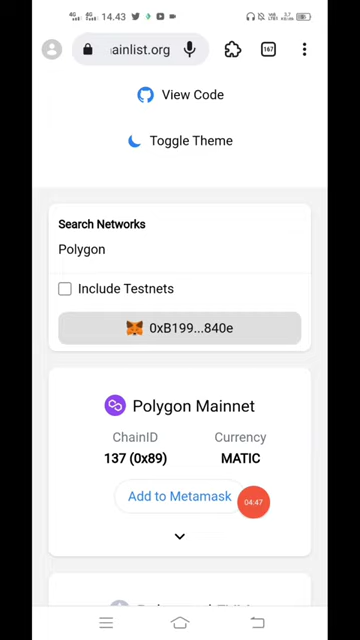 14.43
ainlist.org
167
View Code
Toggle Theme
Search Networks
Polygon
Include Testnets
0xB199...840e
Polygon Mainnet
ChainID Currency
137 (0x89) MATIC
Add to Metamask 04:47